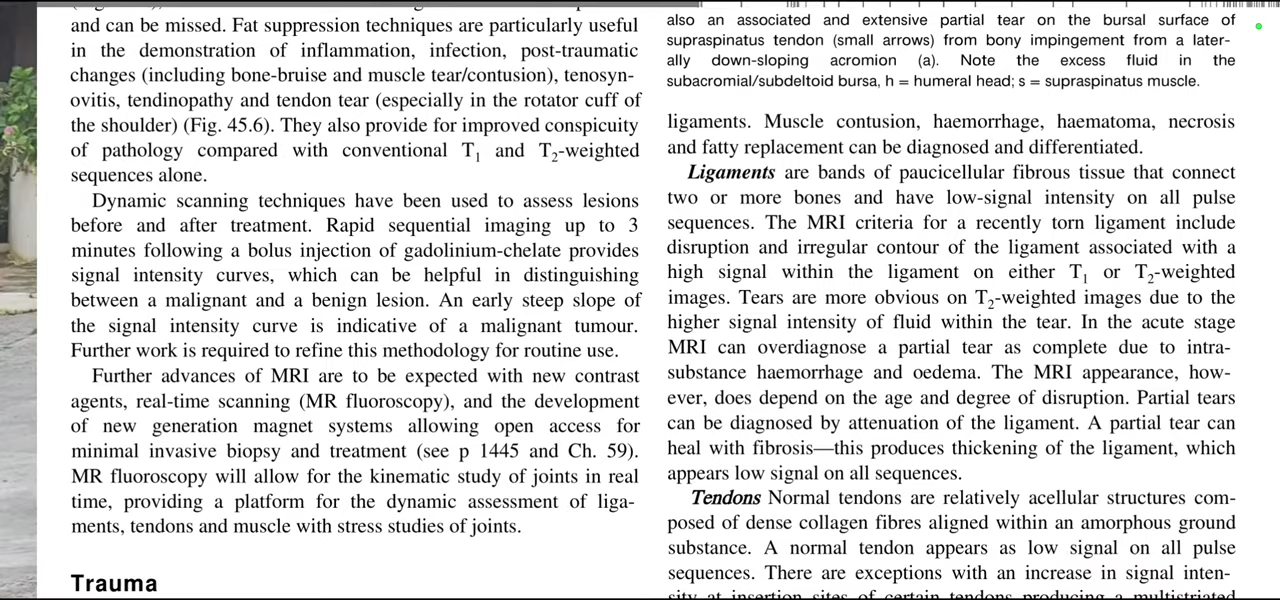 and can be missed. Fat suppression techniques are particularly useful
in the demonstration of inflammation, infection, post-traumatic
changes (including bone-bruise and muscle tear/contusion), tenosyn-
ovitis, tendinopathy and tendon tear (especially in the rotator cuff of
the shoulder) (Fig. 45.6). They also provide for improved conspicuity
of pathology compared with conventional T1 and T2-weighted
sequences alone.
Dynamic scanning techniques have been used to assess lesions
before and after treatment. Rapid sequential imaging up to 3
minutes following a bolus injection of gadolinium-chelate provides
signal intensity curves, which can be helpful in distinguishing
between a malignant and a benign lesion. An early steep slope of
the signal intensity curve is indicative of a malignant tumour.
Further work is required to refine this methodology for routine use.
Further advances of MRI are to be expected with new contrast
agents, real-time scanning (MR fluoroscopy), and the development
of new generation magnet systems allowing open access for
minimal invasive biopsy and treatment (see p 1445 and Ch. 59).
MR fluoroscopy will allow for the kinematic study of joints in real
time, providing a platform for the dynamic assessment of liga-
ments, tendons and muscle with stress studies of joints.
Trauma
also an associated and extensive partial tear on the bursal surface of
supraspinatus tendon (small arrows) from bony impingement from a later-
ally down-sloping acromion (a). Note the excess fluid in the
subacromial/subdeltoid bursa, h = humeral head; s = supraspinatus muscle.
ligaments. Muscle contusion, haemorrhage, haematoma, necrosis
and fatty replacement can be diagnosed and differentiated.
Ligaments are bands of paucicellular fibrous tissue that connect
two or more bones and have low-signal intensity on all pulse
sequences. The MRI criteria for a recently torn ligament include
disruption and irregular contour of the ligament associated with a
high signal within the ligament on either T1 or T2-weighted
images. Tears are more obvious on T2-weighted images due to the
higher signal intensity of fluid within the tear. In the acute stage
MRI can overdiagnose a partial tear as complete due to intra-
substance haemorrhage and oedema. The MRI appearance, how-
ever, does depend on the age and degree of disruption. Partial tears
can be diagnosed by attenuation of the ligament. A partial tear can
heal with fibrosis—this produces thickening of the ligament, which
appears low signal on all sequences.
Tendons Normal tendons are relatively acellular structures com-
posed of dense collagen fibres aligned within an amorphous ground
substance. A normal tendon appears as low signal on all pulse
sequences. There are exceptions with an increase in signal inten-
sity at insertion sites of certain tendons producing a multistriated